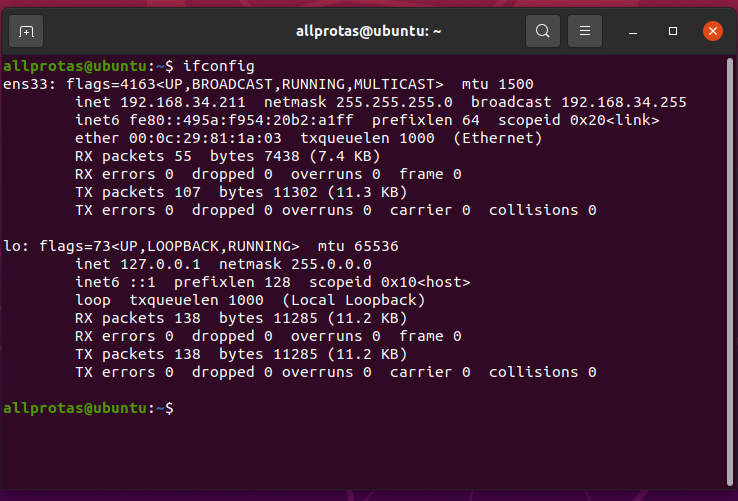 allprotas@ubuntu: ~
allprotas@ubuntu:~$ ifconfig
ens33: flags=4163<UP,BROADCAST,RUNNING,MULTICAST>  mtu 1500
        inet 192.168.34.211  netmask 255.255.255.0  broadcast 192.168.34.255
        inet6 fe80::495a:f954:20b2:a1ff  prefixlen 64  scopeid 0x20<link>
        ether 00:0c:29:81:1a:03  txqueuelen 1000  (Ethernet)
        RX packets 55  bytes 7438 (7.4 KB)
        RX errors 0  dropped 0  overruns 0  frame 0
        TX packets 107  bytes 11302 (11.3 KB)
        TX errors 0  dropped 0 overruns 0  carrier 0  collisions 0

lo: flags=73<UP,LOOPBACK,RUNNING>  mtu 65536
        inet 127.0.0.1  netmask 255.0.0.0
        inet6 ::1  prefixlen 128  scopeid 0x10<host>
        loop  txqueuelen 1000  (Local Loopback)
        RX packets 138  bytes 11285 (11.2 KB)
        RX errors 0  dropped 0  overruns 0  frame 0
        TX packets 138  bytes 11285 (11.2 KB)
        TX errors 0  dropped 0 overruns 0  carrier 0  collisions 0

allprotas@ubuntu:~$